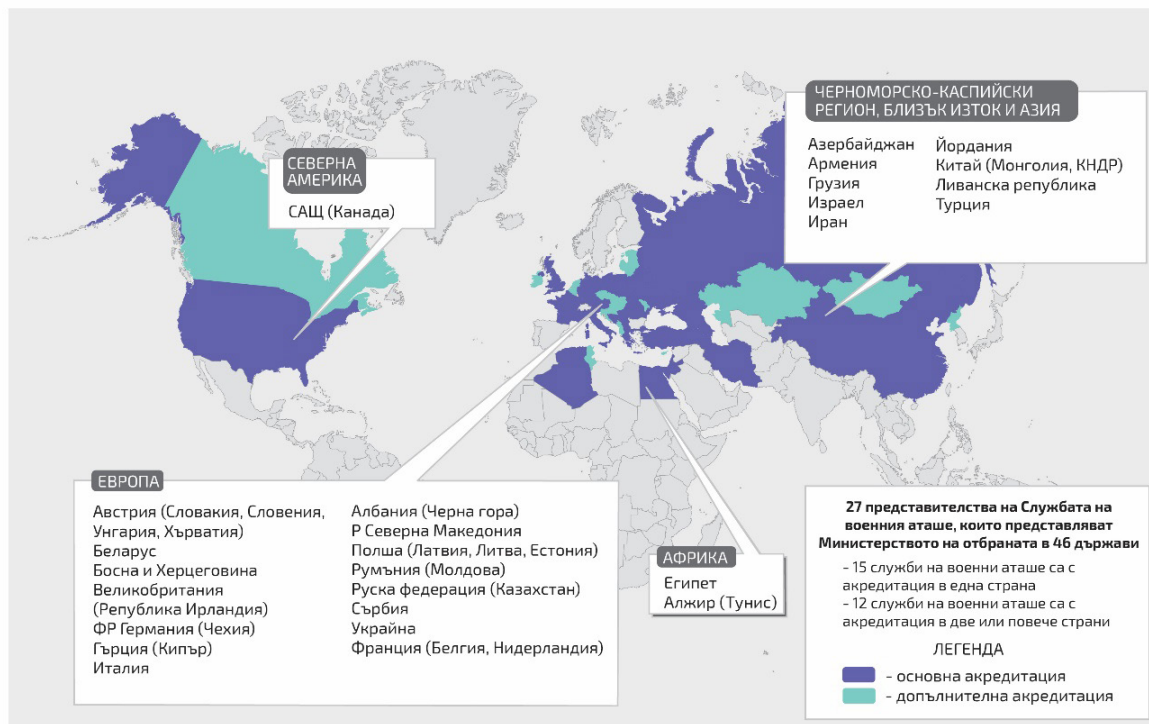 ЧЕРНОМОРСКО-КАСПИЙСКИ
РЕГИОН, БЛИЗЪК ИЗТОК И АЗИЯ
Азербайджан
Армения
Грузия
Израел
Иран
Йордания
Китай (Монголия, КНДР)
Ливанска република
Турция
СЕВЕРНА
АМЕРИКА
САЩ (Канада)
ЕВРОПА
Австрия (Словакия, Словения,
Унгария, Хърватия)
Беларус
Босна и Херцеговина
Великобритания
(Република Ирландия)
ФР Германия (Чехия)
Гърция (Кипър)
Италия
Албания (Черна гора)
Р Северна Македония
Полша (Латвия, Литва, Естония)
Румъния (Молдова)
Руска федерация (Казахстан)
Сърбия
Украйна
Франция (Белгия, Нидерландия)
АФРИКА
Египет
Алжир (Тунис)
27 представителства на Службата на
военния аташе, които представляват
Министерството на отбраната в 46 държави
- 15 служби на военни аташе са с
акредитация в една страна
- 12 служби на военни аташе са с
акредитация в две или повече страни
ЛЕГЕНДА
- основна акредитация
- допълнителна акредитация